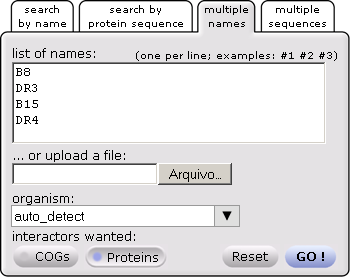 search by name
search by protein sequence
multiple names
multiple sequences
list of names: (one per line; examples: #1 #2 #3)
B8
DR3
B15
DR4
... or upload a file:
Arquivo...
organism:
auto_detect
interactors wanted:
COGs Proteins Reset GO !